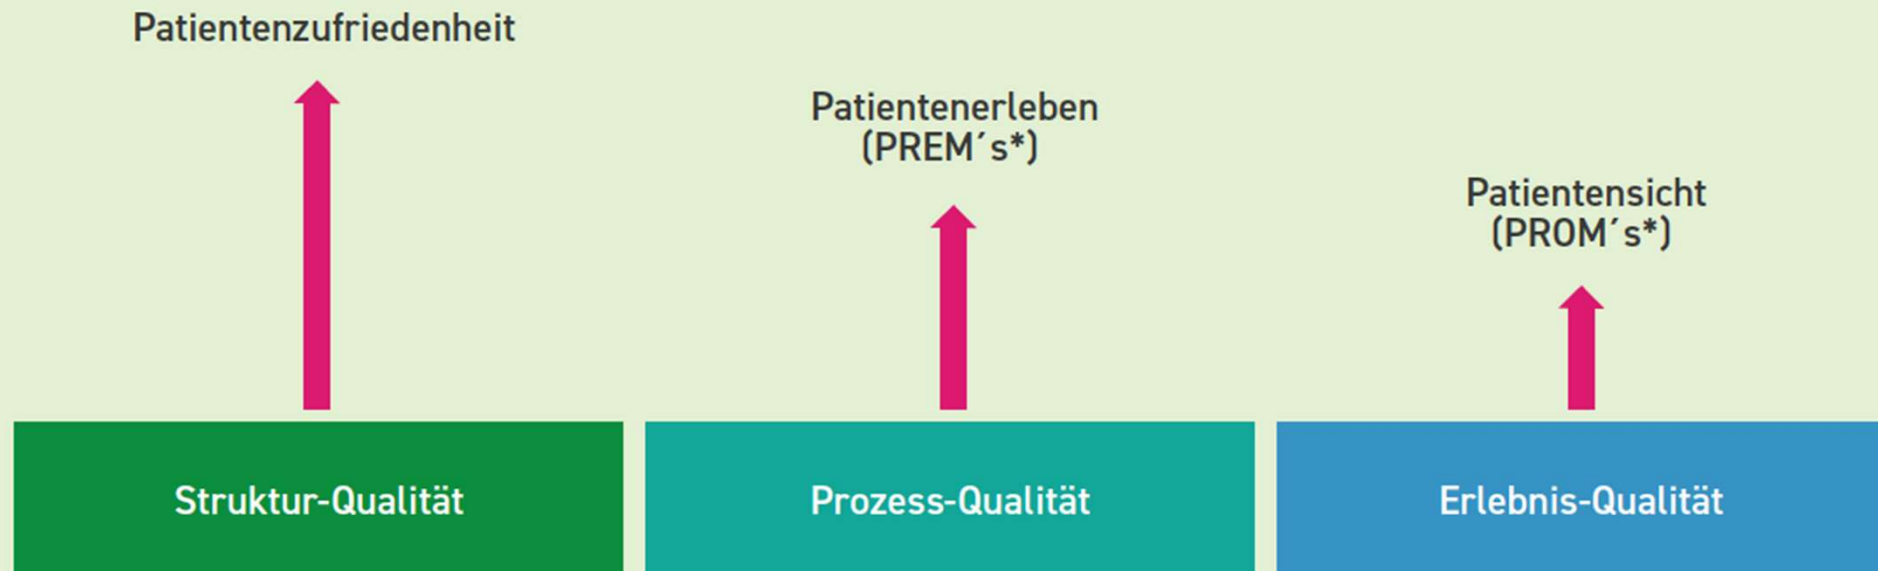 Patientenzufriedenheit
Patientenerleben
(PREM´s*)
Patientensicht
(PROM´s*)
Struktur-Qualität
Prozess-Qualität
Erlebnis-Qualität